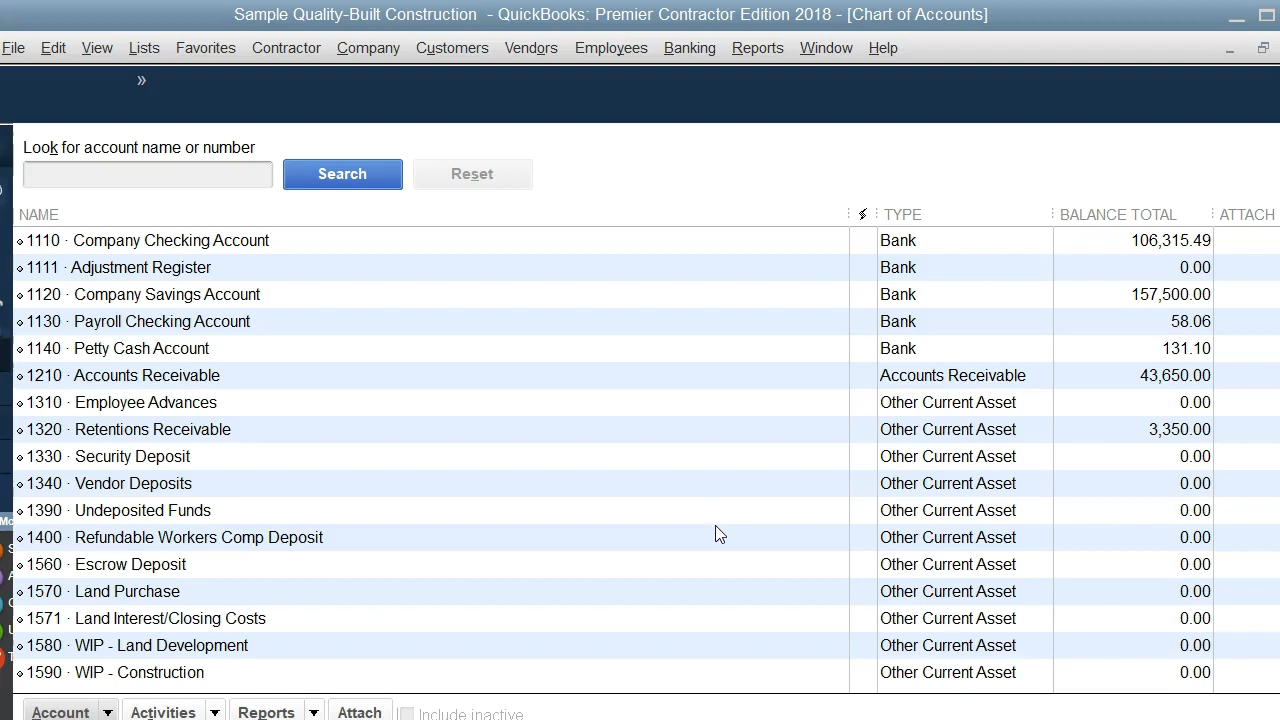 Sample Quality-Built Construction - QuickBooks: Premier Contractor Edition 2018 - [Chart of Accounts]
File Edit View Lists Favorites Contractor Company Customers Vendors Employees Banking Reports Window Help
»
Look for account name or number
Search Reset
NAME TYPE BALANCE TOTAL ATTACH
1110 · Company Checking Account Bank 106,315.49
1111 · Adjustment Register Bank 0.00
1120 · Company Savings Account Bank 157,500.00
1130 · Payroll Checking Account Bank 58.06
1140 · Petty Cash Account Bank 131.10
1210 · Accounts Receivable Accounts Receivable 43,650.00
1310 · Employee Advances Other Current Asset 0.00
1320 · Retentions Receivable Other Current Asset 3,350.00
1330 · Security Deposit Other Current Asset 0.00
1340 · Vendor Deposits Other Current Asset 0.00
1390 · Undeposited Funds Other Current Asset 0.00
1400 · Refundable Workers Comp Deposit Other Current Asset 0.00
1560 · Escrow Deposit Other Current Asset 0.00
1570 · Land Purchase Other Current Asset 0.00
1571 · Land Interest/Closing Costs Other Current Asset 0.00
1580 · WIP - Land Development Other Current Asset 0.00
1590 · WIP - Construction Other Current Asset 0.00
Account Activities Reports Attach Include inactive